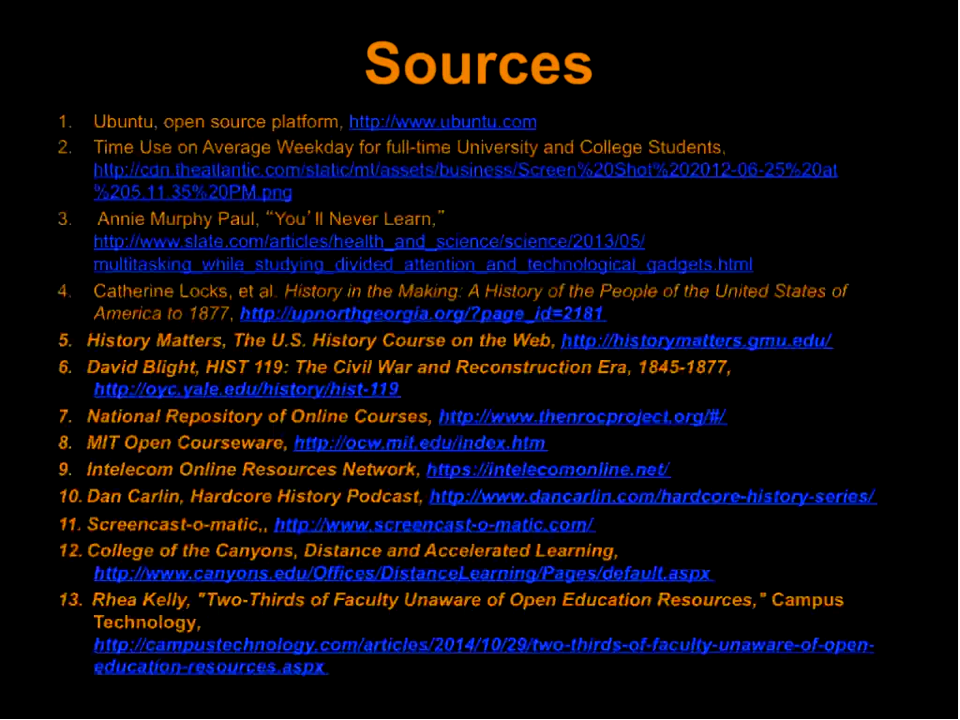 Sources
1. Ubuntu, open source platform, http://www.ubuntu.com
2. Time Use on Average Weekday for full-time University and College Students,
http://cdn.theatlantic.com/static/mt/assets/business/Screen%20Shot%202012-06-25%20at
%205.11.35%20PM.png
3. Annie Murphy Paul, “You’ll Never Learn,”
http://www.slate.com/articles/health_and_science/science/2013/05/
multitasking_while_studying_divided_attention_and_technological_gadgets.html
4. Catherine Locks, et al. History in the Making: A History of the People of the United States of
America to 1877, http://upnorthgeorgia.org/?page_id=2181
5. History Matters, The U.S. History Course on the Web, http://historymatters.gmu.edu/
6. David Blight, HIST 119: The Civil War and Reconstruction Era, 1845-1877,
http://oyc.yale.edu/history/hist-119
7. National Repository of Online Courses, http://www.thenrocproject.org/#/
8. MIT Open Courseware, http://ocw.mit.edu/index.htm
9. Intelecom Online Resources Network, https://intelecomonline.net/
10. Dan Carlin, Hardcore History Podcast, http://www.dancarlin.com/hardcore-history-series/
11. Screencast-o-matic,, http://www.screencast-o-matic.com/
12. College of the Canyons, Distance and Accelerated Learning,
http://www.canyons.edu/Offices/DistanceLearning/Pages/default.aspx
13. Rhea Kelly, "Two-Thirds of Faculty Unaware of Open Education Resources," Campus
Technology,
http://campustechnology.com/articles/2014/10/29/two-thirds-of-faculty-unaware-of-open-
education-resources.aspx